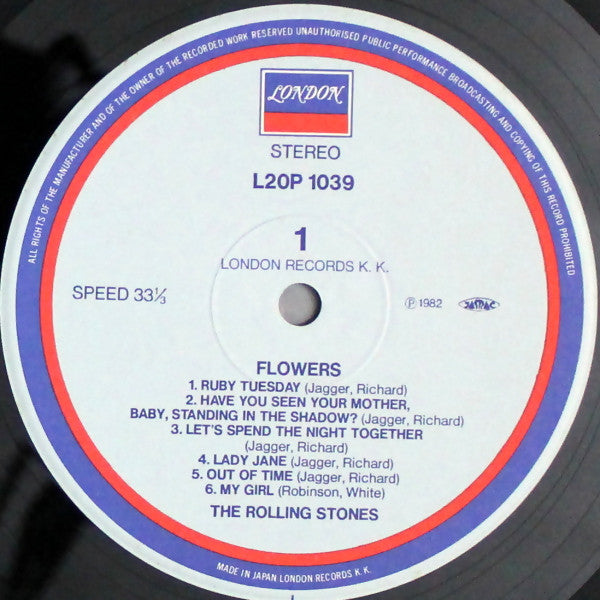 ALL RIGHTS OF THE MANUFACTURER AND OF THE OWNER OF THE RECORDED WORK RESERVED UNAUTHORISED PUBLIC PERFORMANCE BROADCASTING AND COPYING OF THIS RECORD PROHIBITED
LONDON
STEREO
L20P 1039
1
LONDON RECORDS K. K.
SPEED 33⅓
℗ 1982 JASRAC
FLOWERS
1. RUBY TUESDAY (Jagger, Richard)
2. HAVE YOU SEEN YOUR MOTHER,
BABY, STANDING IN THE SHADOW? (Jagger, Richard)
3. LET'S SPEND THE NIGHT TOGETHER
(Jagger, Richard)
4. LADY JANE (Jagger, Richard)
5. OUT OF TIME (Jagger, Richard)
6. MY GIRL (Robinson, White)
THE ROLLING STONES
MADE IN JAPAN LONDON RECORDS K. K.